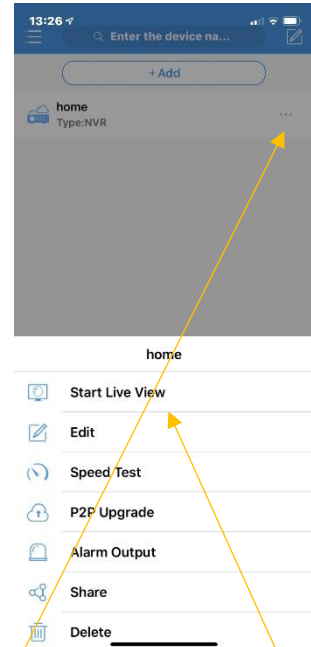 13:26
Enter the device na...
+Add
home
Type:NVR
home
Start Live View
Edit
Speed Test
P2P Upgrade
Alarm Output
Share
Delete